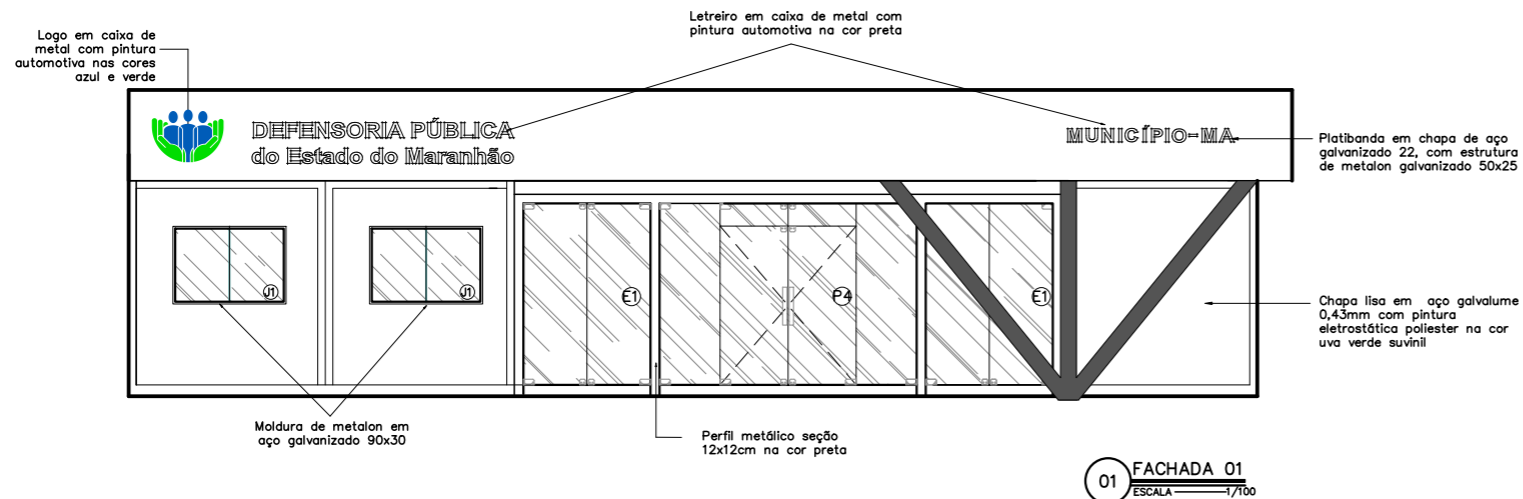 Letreiro em caixa de metal com
pintura automotiva na cor preta
Logo em caixa de
metal com pintura
automotiva nas cores
azul e verde
DEFENSORIA PÚBLICA
do Estado do Maranhão
MUNICÍPIO-MA
Platibanda em chapa de aço
galvanizado 22, com estrutura
de metalon galvanizado 50x25
J1
J1
E1
P4
E1
Chapa lisa em aço galvalume
0,43mm com pintura
eletrostática poliester na cor
uva verde suvinil
Moldura de metalon em
aço galvanizado 90x30
Perfil metálico seção
12x12cm na cor preta
01 FACHADA 01
ESCALA 1/100